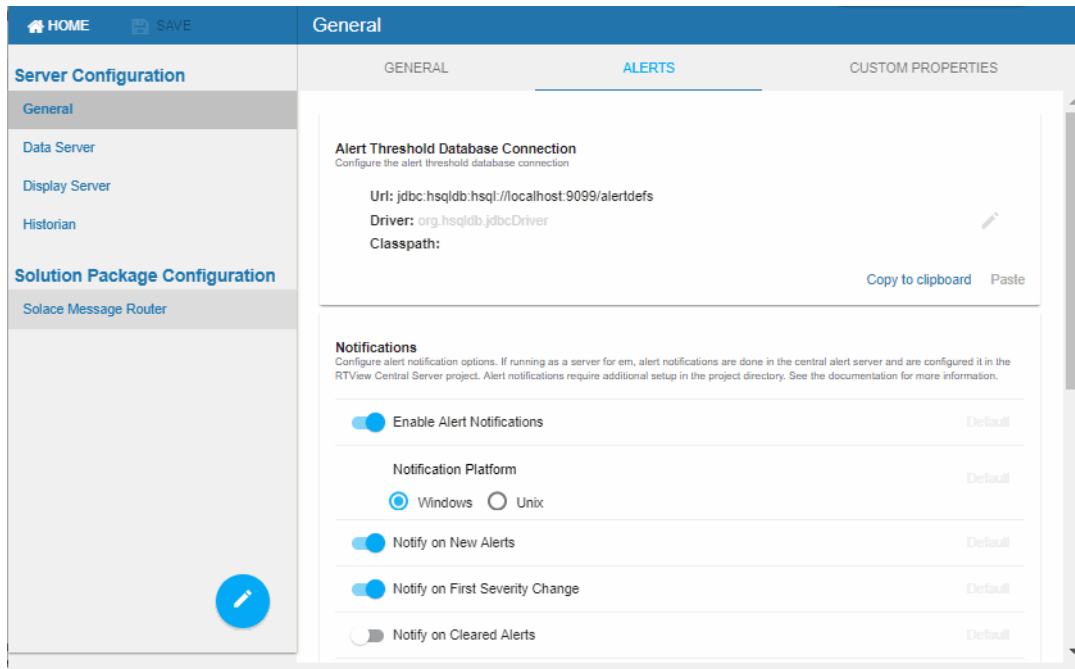 HOME
SAVE
General
Server Configuration
General
Data Server
Display Server
Historian
Solution Package Configuration
Solace Message Router
GENERAL
ALERTS
CUSTOM PROPERTIES
Alert Threshold Database Connection
Configure the alert threshold database connection
Url: jdbc:hsqldb:hsql://localhost:9099/alertdefs
Driver: org.hsqldb.jdbcDriver
Classpath:
Copy to clipboard
Paste
Notifications
Configure alert notification options. If running as a server for em, alert notifications are done in the central alert server and are configured it in the
RTView Central Server project. Alert notifications require additional setup in the project directory. See the documentation for more information.
Enable Alert Notifications
Default
Notification Platform
Default
Windows
Unix
Notify on New Alerts
Default
Notify on First Severity Change
Default
Notify on Cleared Alerts
Default